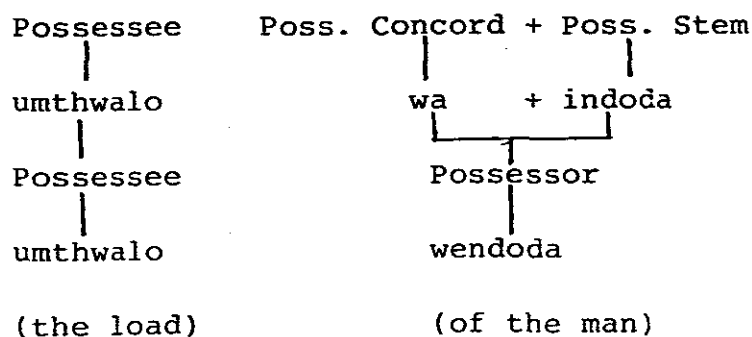 Possessee Poss. Concord + Poss. Stem
umthwalo wa + indoda
Possessee Possessor
umthwalo wendoda
(the load) (of the man)